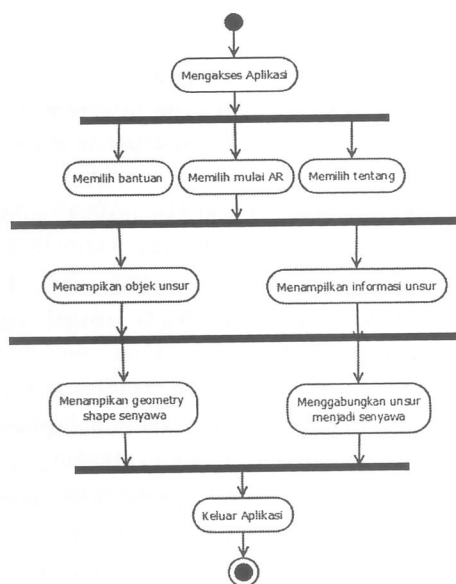 Mengakses Aplikasi
Memilih bantuan
Memilih mulai AR
Memilih tentang
Menampikan objek unsur
Menampilkan informasi unsur
Menampikan geometry
shape senyawa
Menggabungkan unsur
menjadi senyawa
Keluar Aplikasi